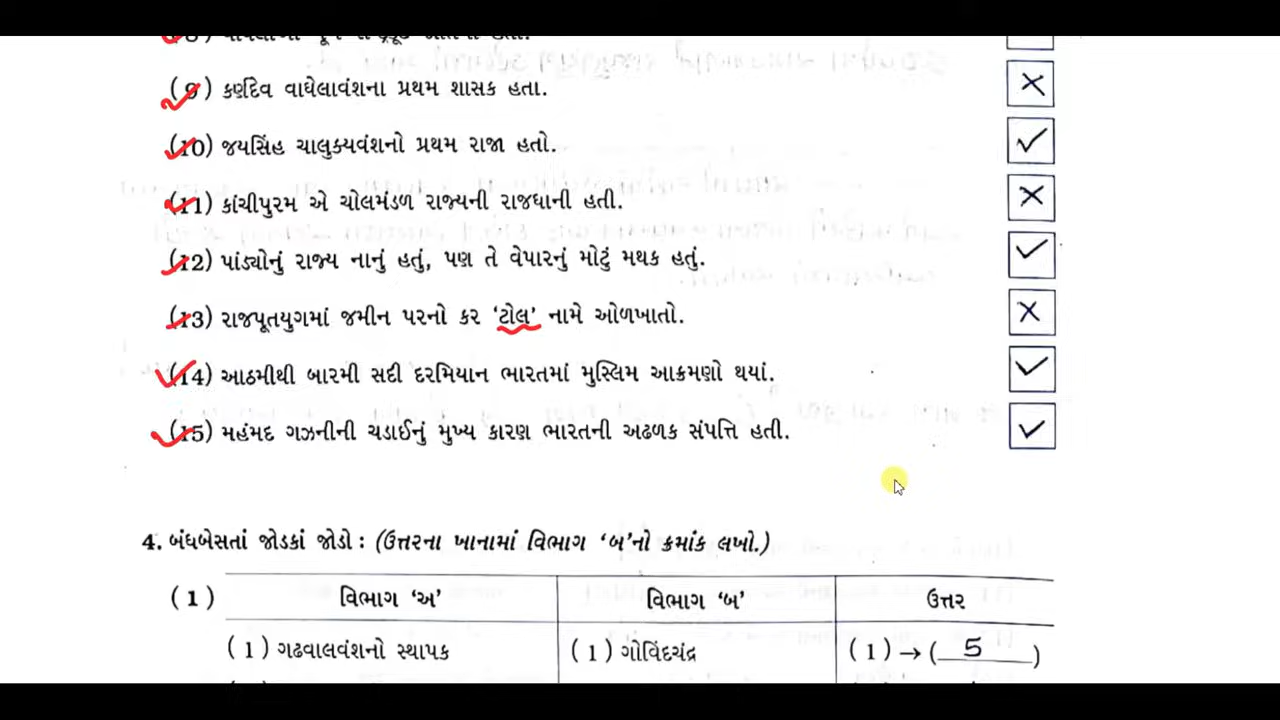 (9) કર્ણદેવ વાઘેલાવંશના પ્રથમ શાસક હતા. ✗
(10) જયસિંહ ચાલુક્યવંશનો પ્રથમ રાજા હતો. ✓
(11) કાંચીપુરમ એ ચોલમંડળ રાજ્યની રાજધાની હતી. ✗
(12) પાંડ્યોનું રાજ્ય નાનું હતું, પણ તે વેપારનું મોટું મથક હતું. ✓
(13) રાજપૂતયુગમાં જમીન પરનો કર ‘ટોલ’ નામે ઓળખાતો. ✗
(14) આઠમીથી બારમી સદી દરમિયાન ભારતમાં મુસ્લિમ આક્રમણો થયાં. ✓
(15) મહંમદ ગઝનીની ચડાઈનું મુખ્ય કારણ ભારતની અઢળક સંપત્તિ હતી. ✓
4. બંધબેસતાં જોડકાં જોડો : (ઉત્તરના ખાનામાં વિભાગ ‘બ’નો ક્રમાંક લખો.)
(1) વિભાગ ‘અ’ વિભાગ ‘બ’ ઉત્તર
(1) ગઢવાલવંશનો સ્થાપક (1) ગોવિંદચંદ્ર (1) → ( 5 )